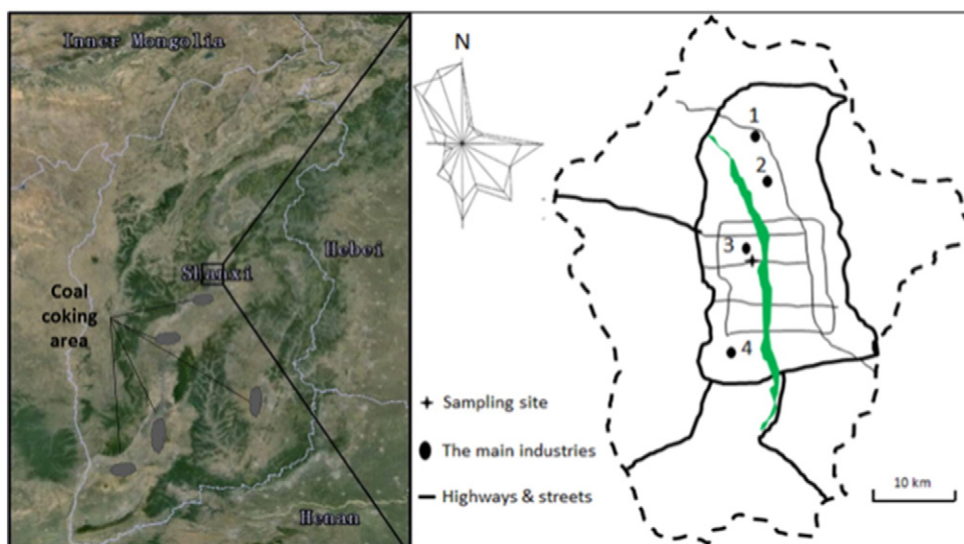 Inner Mongolia
Hebei
Shanxi
Coal
coking
area
Henan
N
1
2
3
4
Sampling site
The main industries
Highways & streets
10 km